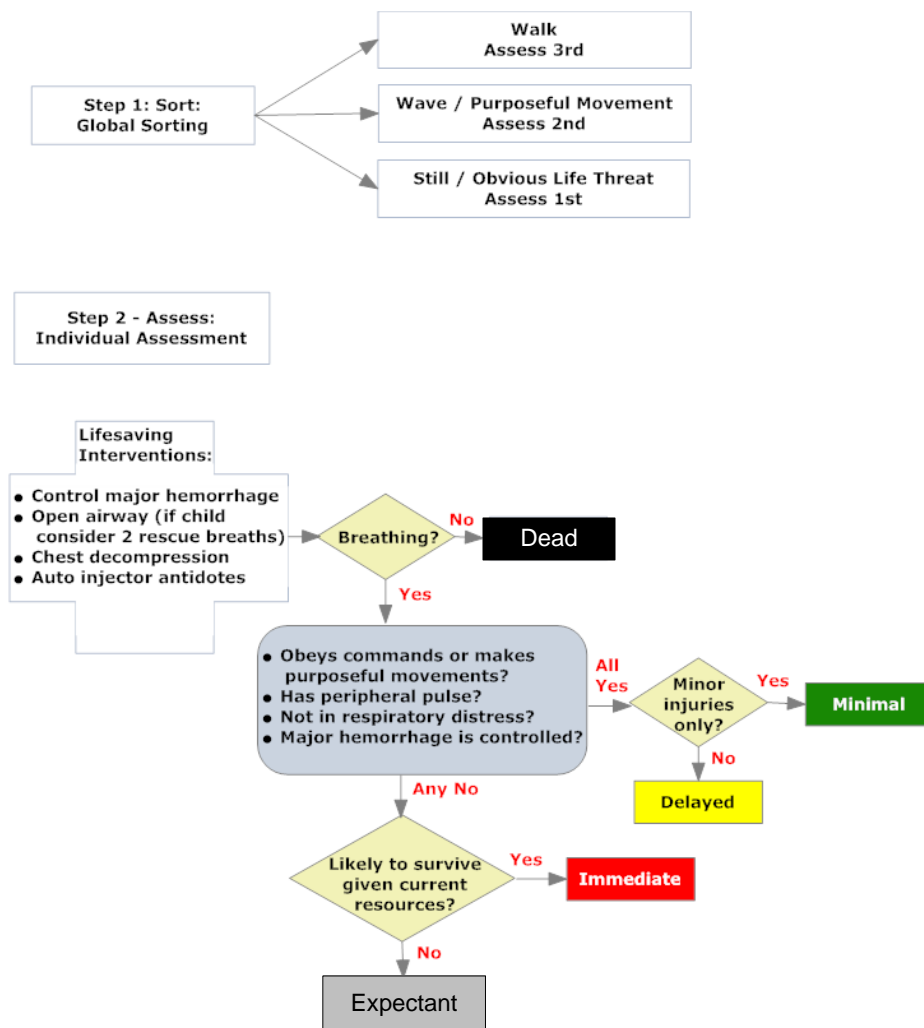 Walk
Assess 3rd
Step 1: Sort:
Global Sorting
Wave / Purposeful Movement
Assess 2nd
Still / Obvious Life Threat
Assess 1st
Step 2 - Assess:
Individual Assessment
Lifesaving
Interventions:
● Control major hemorrhage
● Open airway (if child
consider 2 rescue breaths)
● Chest decompression
● Auto injector antidotes
Breathing?
No
Dead
Yes
● Obeys commands or makes
purposeful movements?
● Has peripheral pulse?
● Not in respiratory distress?
● Major hemorrhage is controlled?
All
Yes
Minor
injuries
only?
Yes
Minimal
No
Delayed
Any No
Likely to survive
given current
resources?
Yes
Immediate
No
Expectant